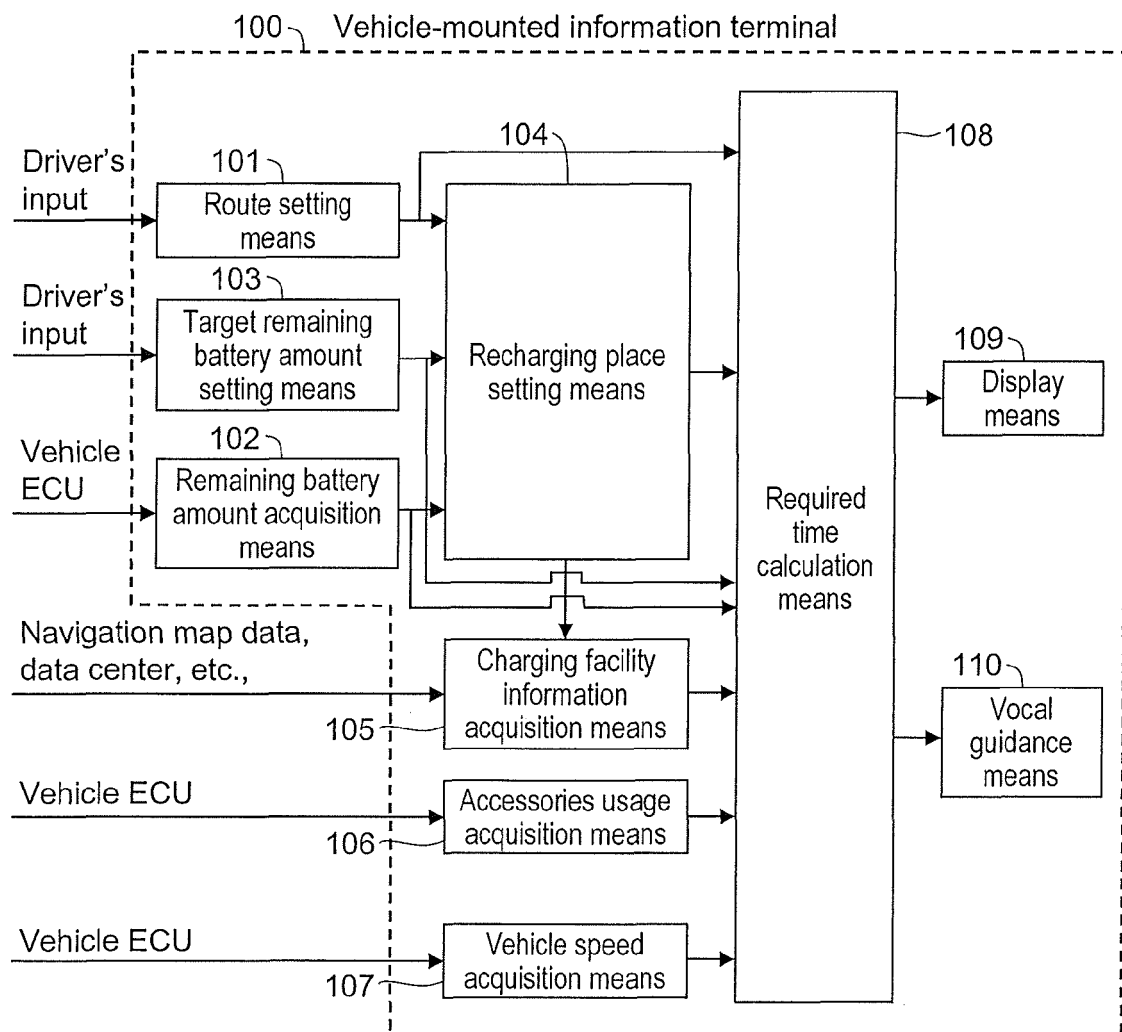 100
Vehicle-mounted information terminal
104
108
Driver's
input
101
Route setting
means
Driver's
input
103
Target remaining
battery amount
setting means
Recharging place
setting means
109
Display
means
Vehicle
ECU
102
Remaining battery
amount acquisition
means
Required
time
calculation
means
Navigation map data,
data center, etc.,
Charging facility
information
acquisition means
105
110
Vocal
guidance
means
Vehicle ECU
Accessories usage
acquisition means
106
Vehicle ECU
Vehicle speed
acquisition means
107